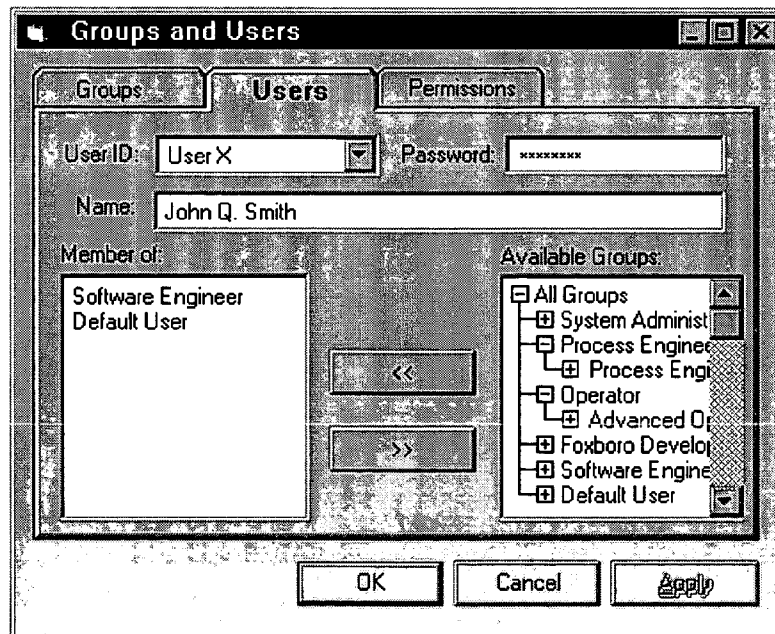 Groups and Users
Groups Users Permissions
User ID: User X Password: xxxxxxxx
Name: John Q. Smith
Member of: Available Groups:
Software Engineer
Default User
All Groups
System Administ
Process Enginee
Process Engi
Operator
Advanced Op
Foxboro Develop
Software Enginee
Default User
<<
>>
OK Cancel Apply